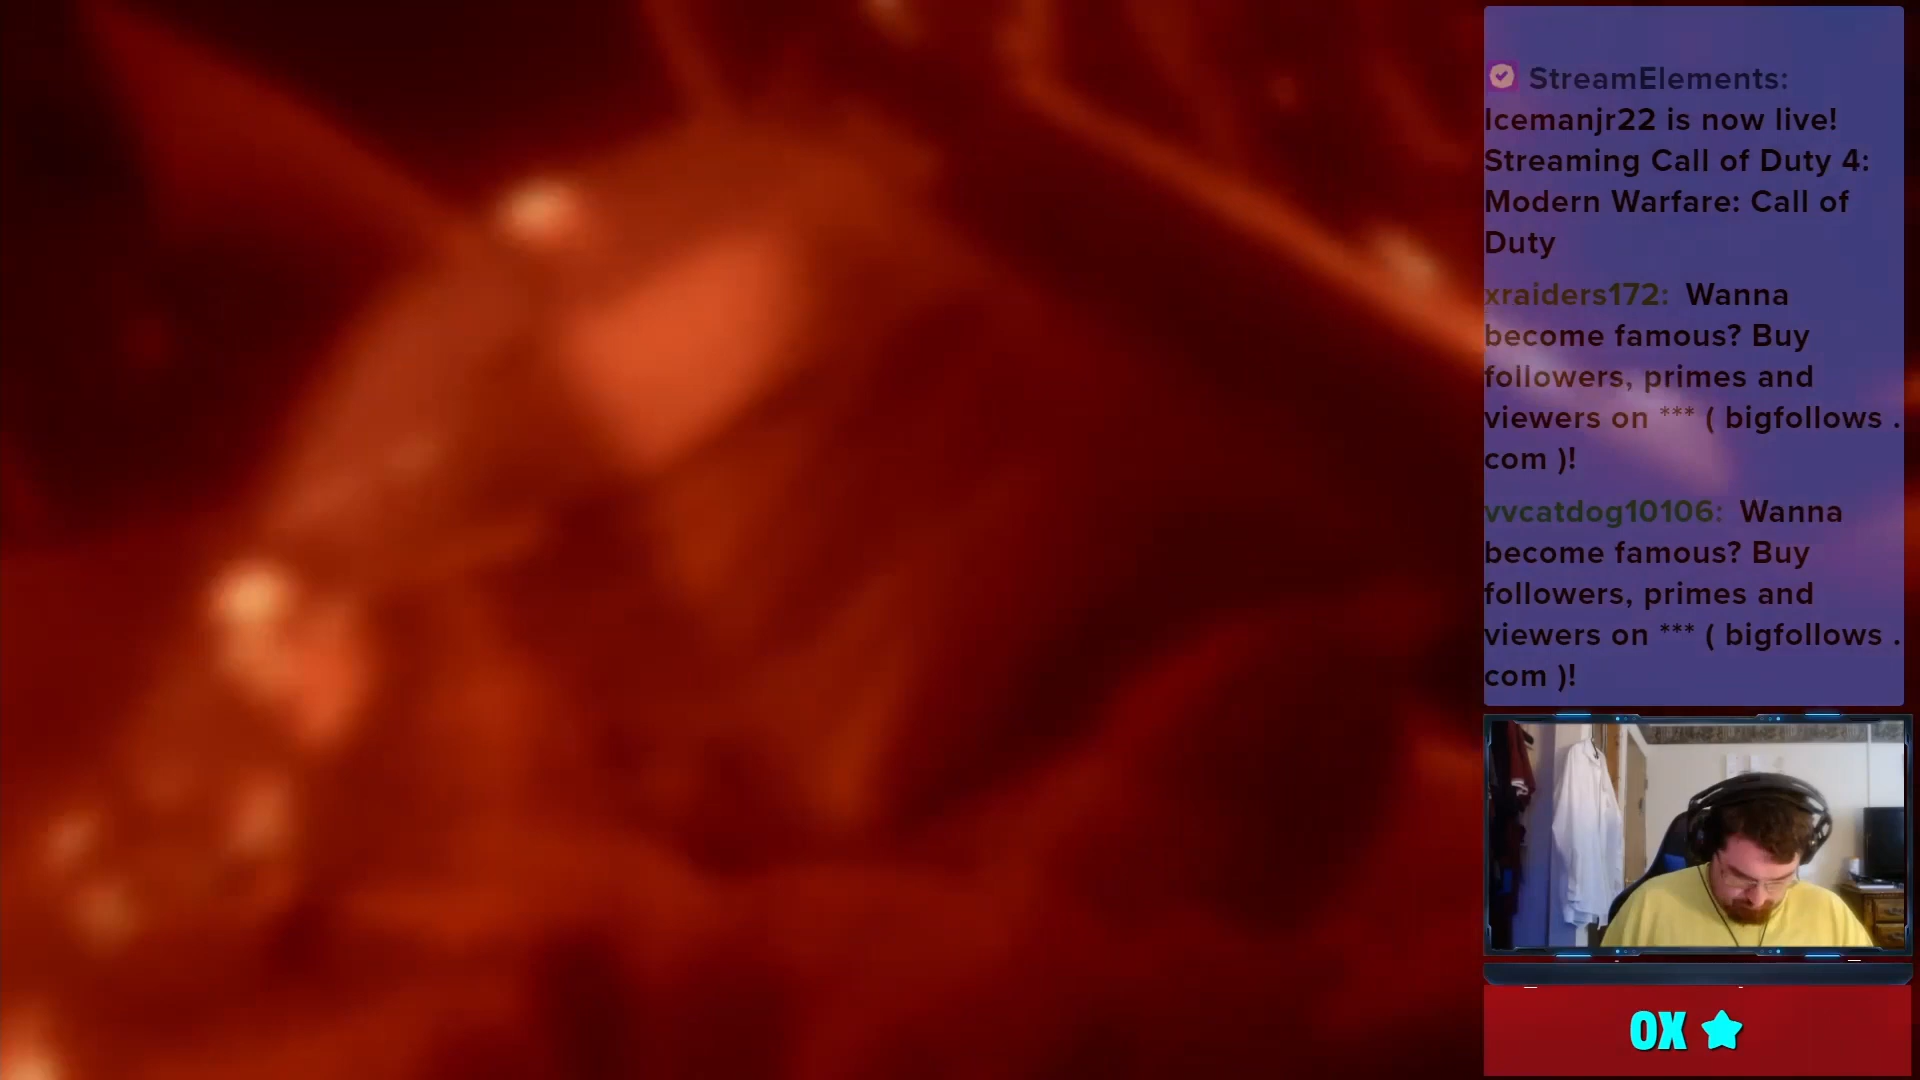 StreamElements:
Icemanjr22 is now live!
Streaming Call of Duty 4:
Modern Warfare: Call of
Duty
xraiders172: Wanna
become famous? Buy
followers, primes and
viewers on *** ( bigfollows .
com )!
vvcatdog10106: Wanna
become famous? Buy
followers, primes and
viewers on *** ( bigfollows .
com )!
0X